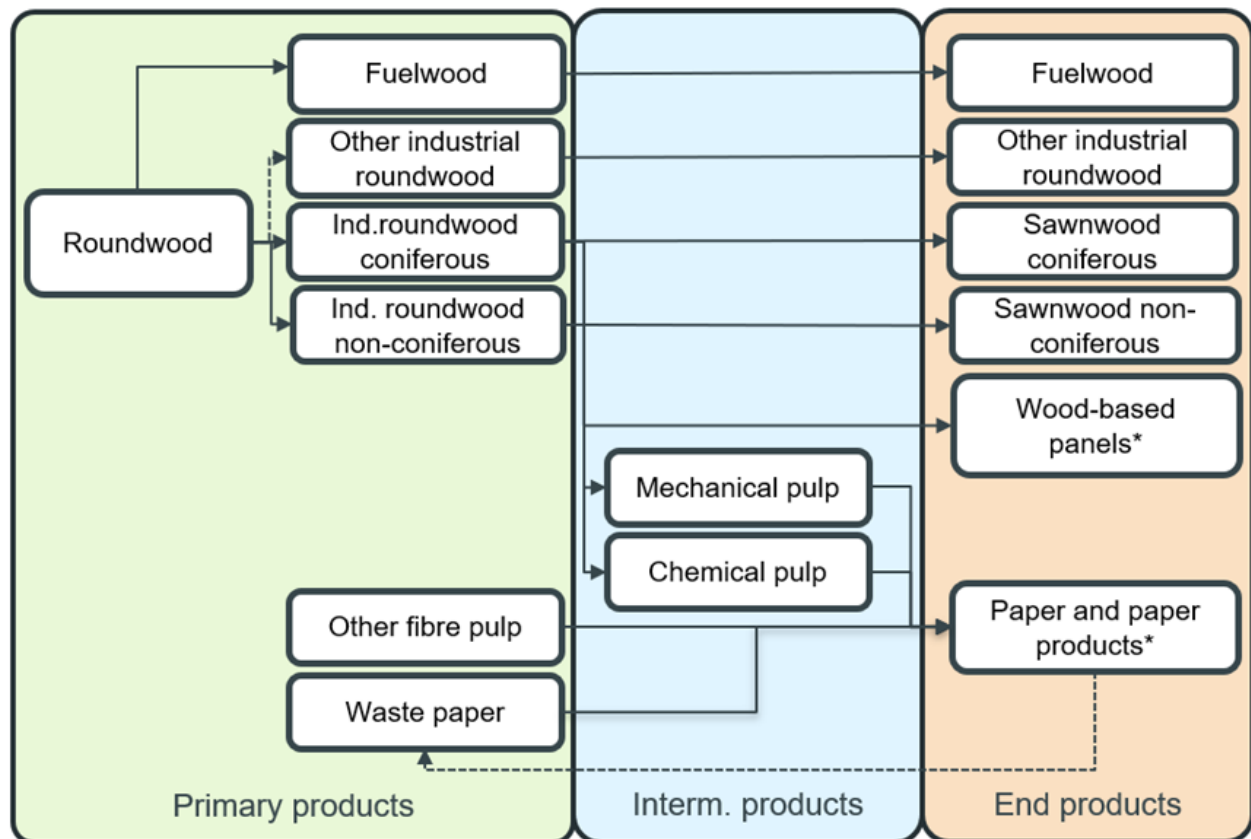 Fuelwood
Other industrial
roundwood
Roundwood
Ind.roundwood
coniferous
Ind. roundwood
non-coniferous
Other fibre pulp
Waste paper
Primary products
Mechanical pulp
Chemical pulp
Interm. products
Fuelwood
Other industrial
roundwood
Sawnwood
coniferous
Sawnwood non-
coniferous
Wood-based
panels*
Paper and paper
products*
End products